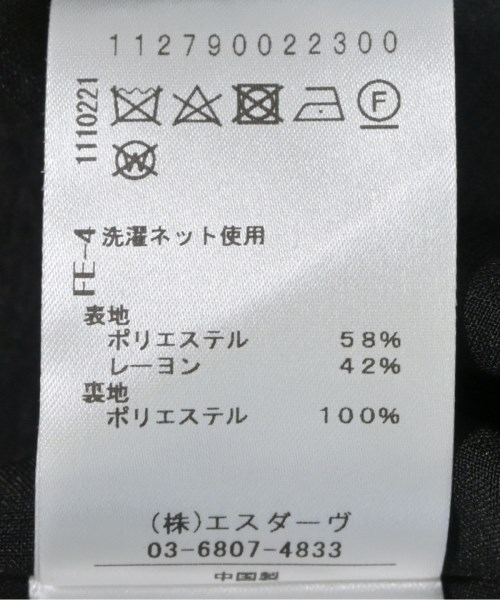 112790022300
1110221
F
W
FE-4
洗濯ネット使用
表地
ポリエステル 58%
レーヨン 42%
裏地
ポリエステル 100%
(株)エスダーヴ
03-6807-4833
中国製